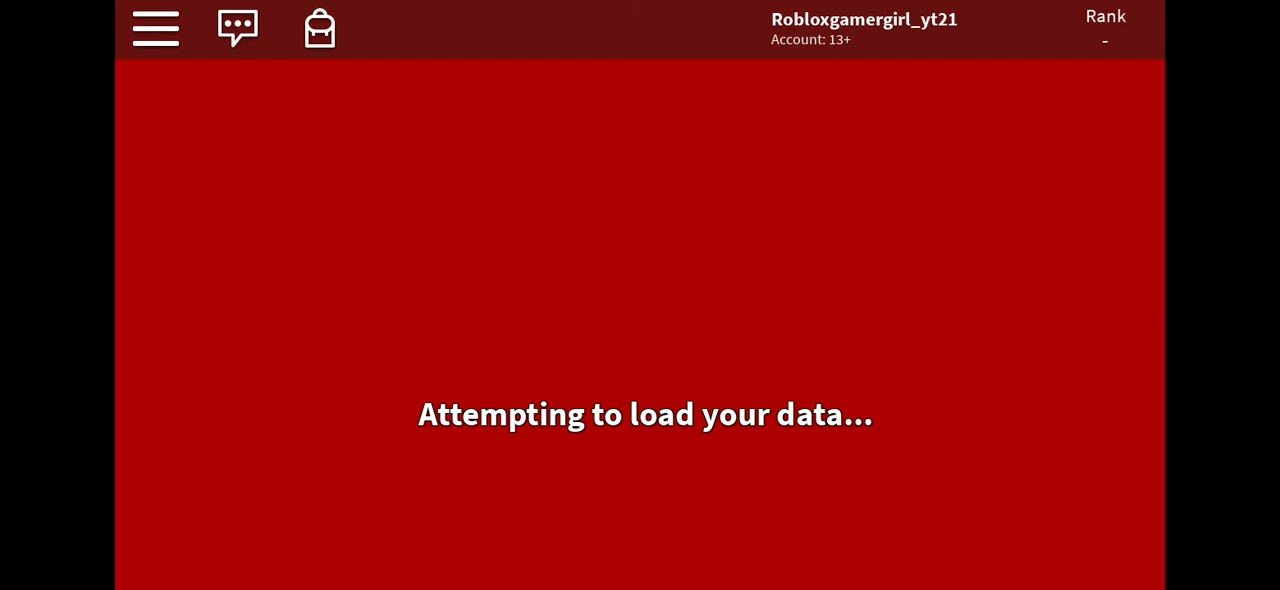 Robloxgamergirl_yt21
Account: 13+
Rank
-
Attempting to load your data...